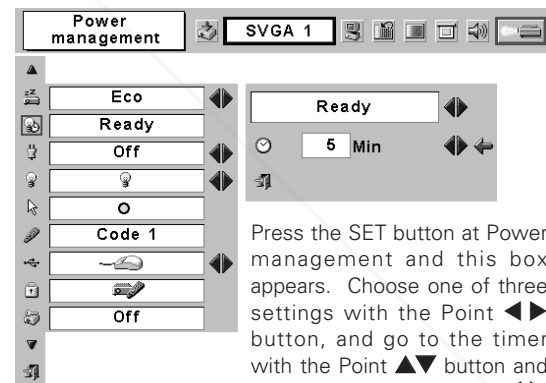 Power
management
SVGA 1
Eco
Ready
Off
Code 1
Off
Ready
5 Min
Press the SET button at Power
management and this box
appears. Choose one of three
settings with the Point ◀ ▶
button, and go to the timer
with the Point ▲▼ button and